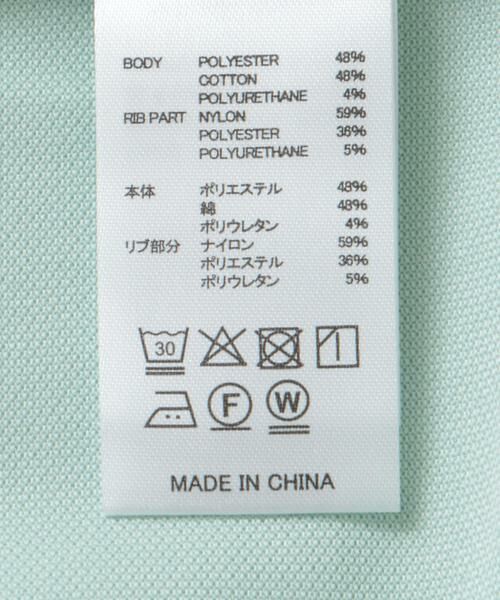 BODY POLYESTER 48%
COTTON 48%
POLYURETHANE 4%
RIB PART NYLON 59%
POLYESTER 36%
POLYURETHANE 5%
本体 ポリエステル 48%
綿 48%
ポリウレタン 4%
リブ部分 ナイロン 59%
ポリエステル 36%
ポリウレタン 5%
30
F W
MADE IN CHINA